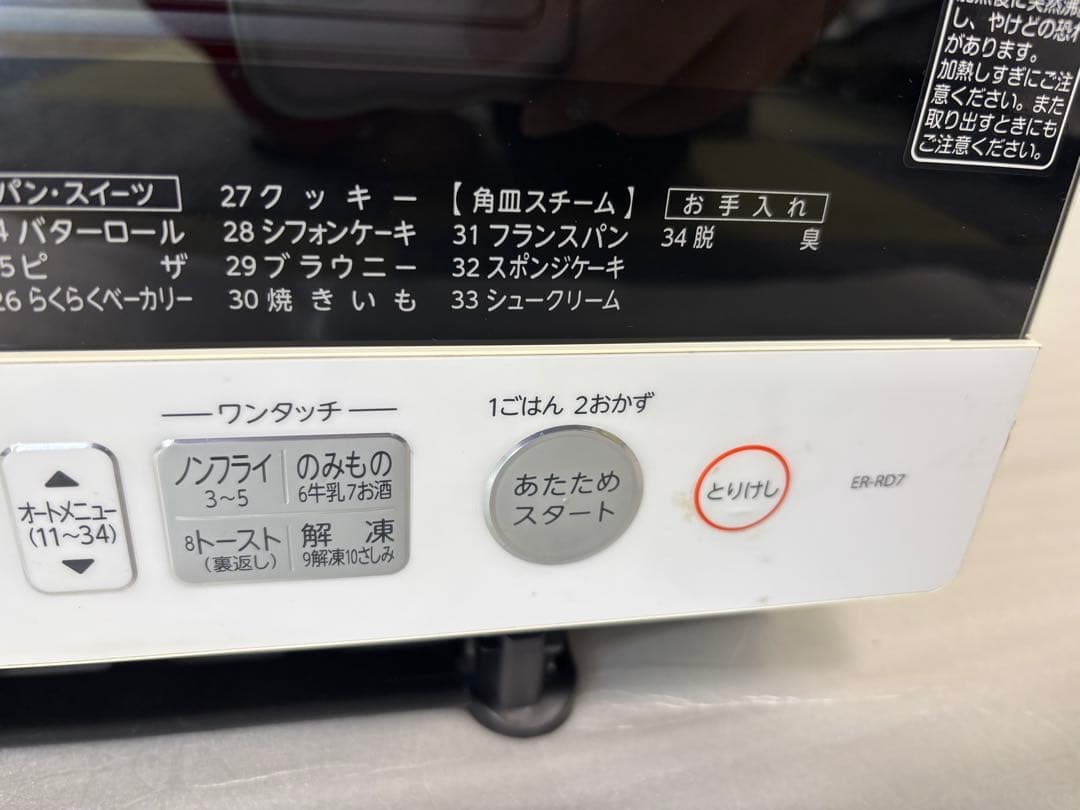 し、やけどの恐れ
があります。
加熱しすぎにご注
意ください。また
取り出すときにも
ご注意ください。
パン・スイーツ
4 バターロール
5 ピザ
26 らくらくベーカリー
27 クッキー
28 シフォンケーキ
29 ブラウニー
30 焼きいも
【角皿スチーム】
31 フランスパン
32 スポンジケーキ
33 シュークリーム
お手入れ
34 脱臭
オートメニュー
(11～34)
ワンタッチ
ノンフライ
3～5
のみもの
6牛乳7お酒
8トースト
(裏返し)
解凍
9解凍10さしみ
1ごはん 2おかず
あたため
スタート
とりけし
ER-RD7